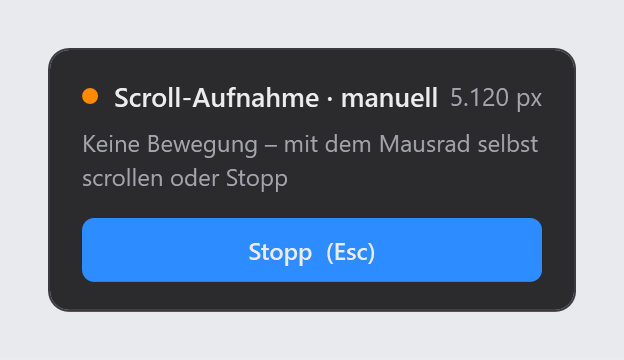 Scroll-Aufnahme · manuell 5.120 px
Keine Bewegung – mit dem Mausrad selbst
scrollen oder Stopp
Stopp (Esc)